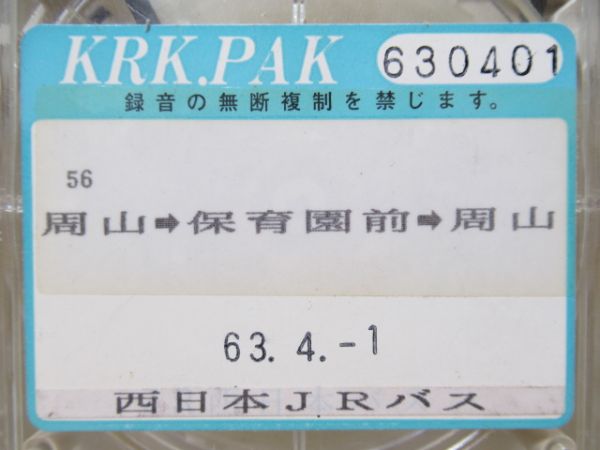 KRK.PAK 630401
録音の無断複制を禁じます。
56
周山➡保育園前➡周山
63.4.-1
西日本JRバス